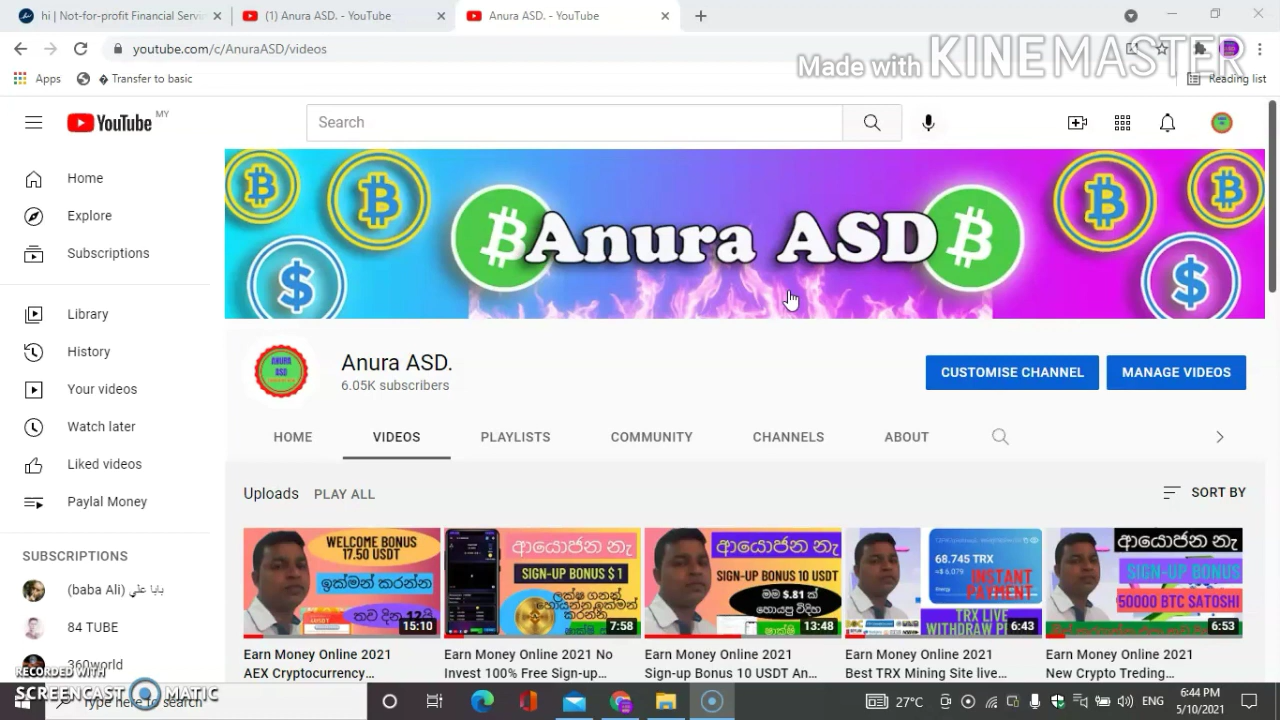 hi | Not-for-profit Financial Servi
(1) Anura ASD. - YouTube
Anura ASD. - YouTube
youtube.com/c/AnuraASD/videos
Made with KINEMASTER
Apps
Transfer to basic
Reading list
YouTube MY
Search
Home
Explore
Subscriptions
Library
History
Your videos
Watch later
Liked videos
Paylal Money
SUBSCRIPTIONS
(baba Ali) بابا علي
84 TUBE
360world
Anura ASD
Anura ASD.
6.05K subscribers
CUSTOMISE CHANNEL
MANAGE VIDEOS
HOME
VIDEOS
PLAYLISTS
COMMUNITY
CHANNELS
ABOUT
Uploads
PLAY ALL
SORT BY
WELCOME BONUS
17.50 USDT
ඉක්මන් කරන්න
තව දින 12යි
15:10
Earn Money Online 2021
AEX Cryptocurrency…
ආයෝජන නෑ
SIGN-UP BONUS $ 1
7:58
Earn Money Online 2021 No
Invest 100% Free Sign-up…
ආයෝජන නෑ
SIGN-UP BONUS 10 USDT
මම $.81 ක්
හොයපු විදිහ
13:48
Earn Money Online 2021
Sign-up Bonus 10 USDT An…
68.745 TRX
INSTANT
PAYMENT
TRX LIVE
6:43
Earn Money Online 2021
Best TRX Mining Site live…
ආයෝජන නෑ
SIGN-UP BONUS
50000 BTC SATOSHI
6:53
Earn Money Online 2021
New Crypto Treding…
RECORDED WITH
SCREENCAST MATIC
Type here to search
27°C
ENG
6:44 PM
5/10/2021